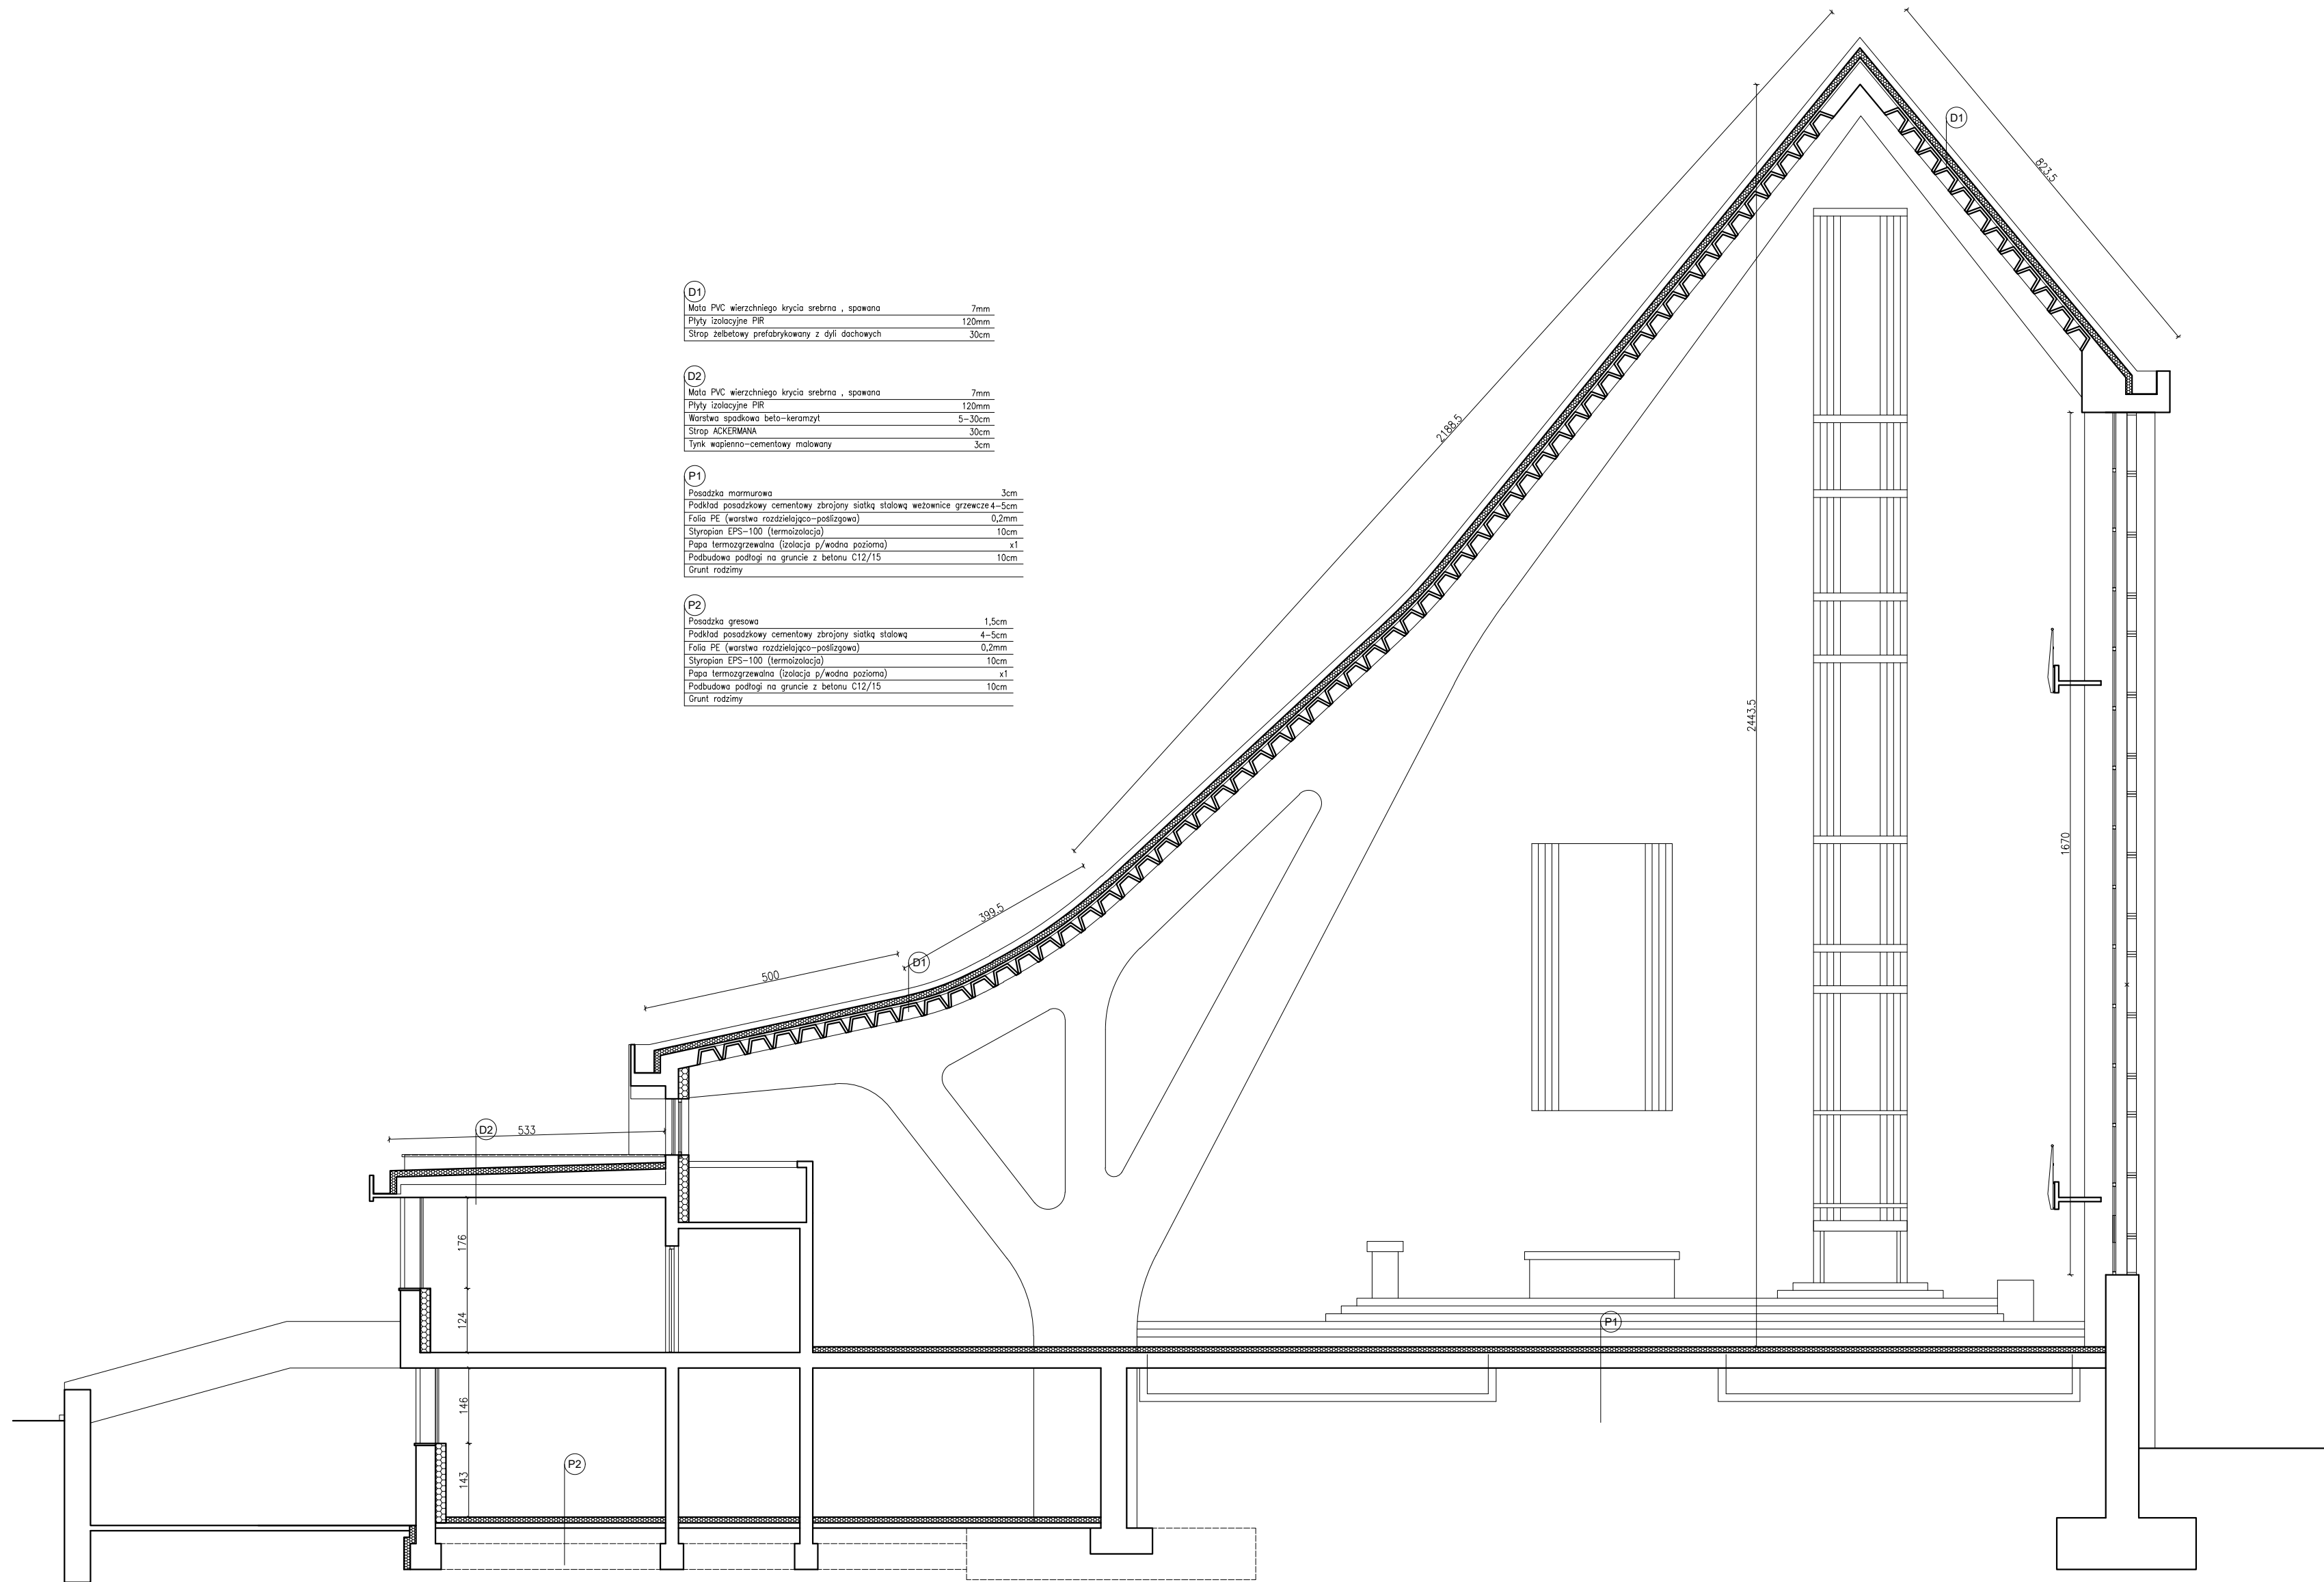 D1
823.5
D1
Mata PVC wierzchniego krycia srebrna , spawana 7mm
Płyty izolacyjne PIR 120mm
Strop żelbetowy prefabrykowany z dyli dachowych 30cm
D2
Mata PVC wierzchniego krycia srebrna , spawana 7mm
Płyty izolacyjne PIR 120mm
Warstwa spadkowa beto-keramzyt 5-30cm
Strop ACKERMANA 30cm
Tynk wapienno-cementowy malowany 3cm
2188.5
P1
Posadzka marmurowa 3cm
Podkład posadzkowy cementowy zbrojony siatką stalową weżownice grzewcze 4-5cm
Folia PE (warstwa rozdzielająco-poślizgowa) 0,2mm
Styropian EPS-100 (termoizolacja) 10cm
Papa termozgrzewalna (izolacja p/wodna pozioma) x1
Podbudowa podłogi na gruncie z betonu C12/15 10cm
Grunt rodzimy
P2
Posadzka gresowa 1,5cm
Podkład posadzkowy cementowy zbrojony siatką stalową 4-5cm
Folia PE (warstwa rozdzielająco-poślizgowa) 0,2mm
Styropian EPS-100 (termoizolacja) 10cm
Papa termozgrzewalna (izolacja p/wodna pozioma) x1
Podbudowa podłogi na gruncie z betonu C12/15 10cm
Grunt rodzimy
2443.5
1670
399.5
D1
500
D2
533
176
124
P1
146
143
P2